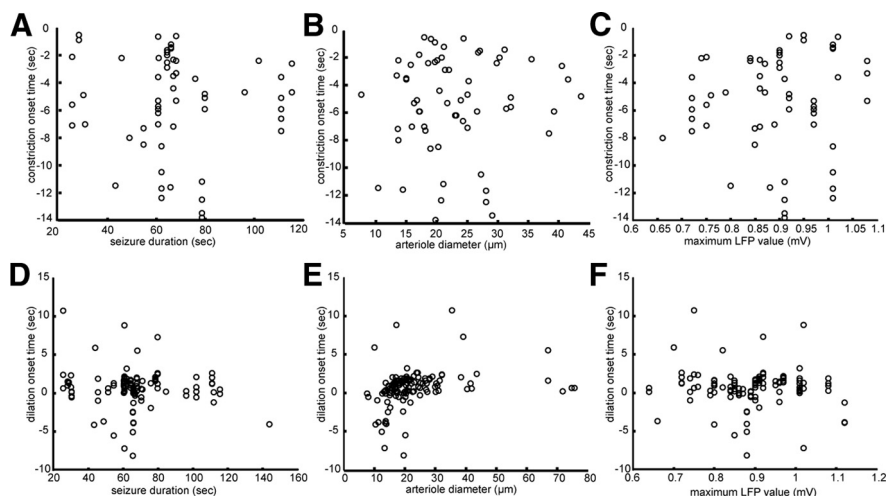 A
B
C
constriction onset time (sec)
0
-2
-4
-6
-8
-10
-12
-14
20 40 60 80 100 120
seizure duration (sec)
constriction onset time (sec)
0
-2
-4
-6
-8
-10
-12
-14
5 10 15 20 25 30 35 40 45
arteriole diameter (µm)
constriction onset time (sec)
0
-2
-4
-6
-8
-10
-12
-14
0.6 0.65 0.7 0.75 0.8 0.85 0.9 0.95 1 1.05 1.1
maximum LFP value (mV)
D
E
F
dilation onset time (sec)
15
10
5
0
-5
-10
20 40 60 80 100 120 140 160
seizure duration (sec)
dilation onset time (sec)
15
10
5
0
-5
-10
0 10 20 30 40 50 60 70 80
arteriole diameter (µm)
dilation onset time (sec)
15
10
5
0
-5
-10
0.6 0.7 0.8 0.9 1 1.1 1.2
maximum LFP value (mV)